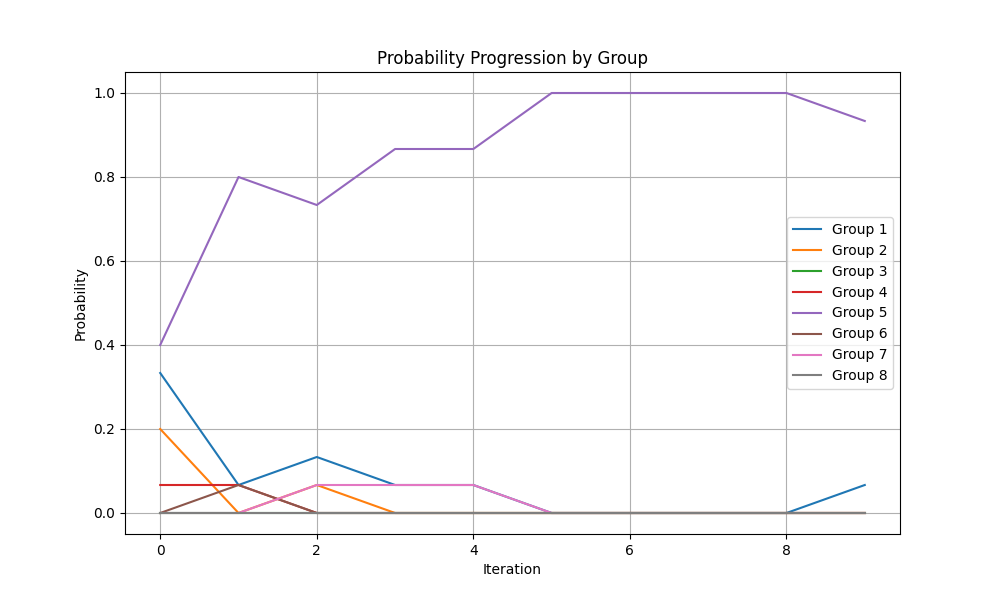 Probability Progression by Group
1.0
0.8
0.6
0.4
0.2
0.0
Probability
Group 1
Group 2
Group 3
Group 4
Group 5
Group 6
Group 7
Group 8
0 2 4 6 8
Iteration